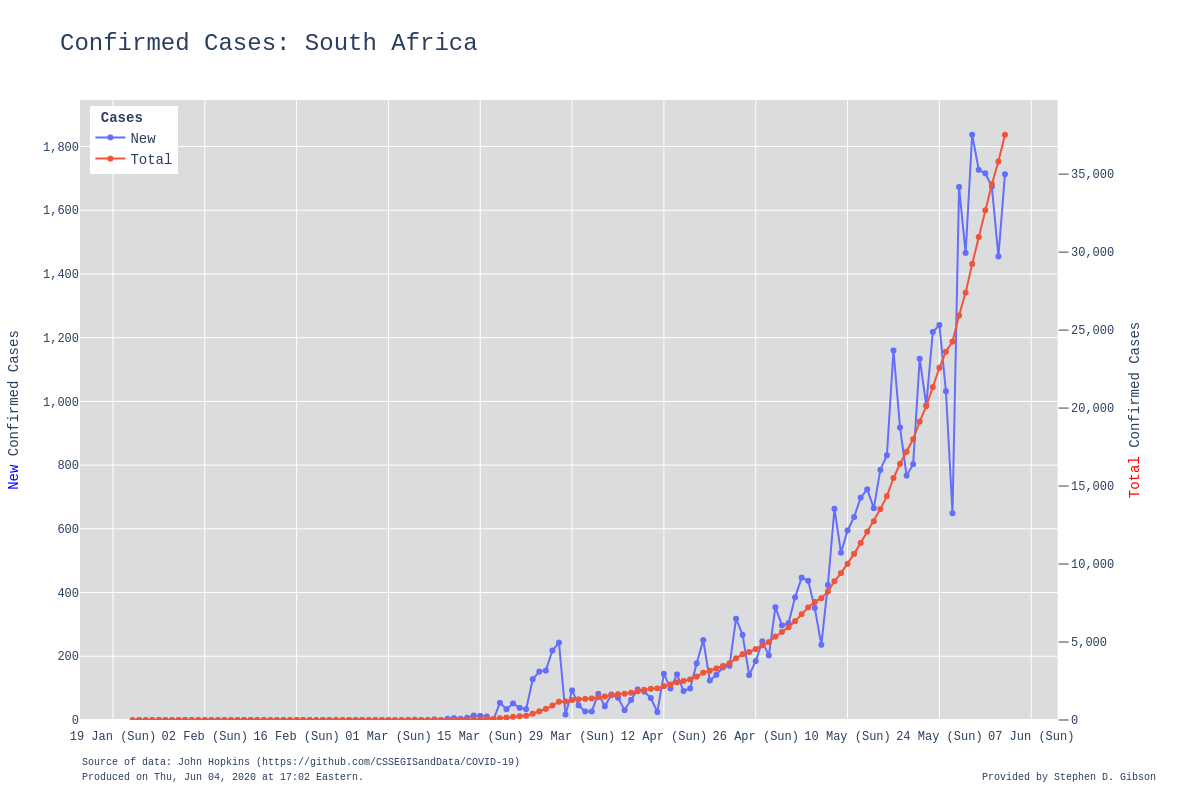 Confirmed Cases: South Africa
Cases
New
Total
1,800
1,600
1,400
1,200
1,000
800
600
400
200
0
New Confirmed Cases
35,000
30,000
25,000
20,000
15,000
10,000
5,000
0
Total Confirmed Cases
19 Jan (Sun) 02 Feb (Sun) 16 Feb (Sun) 01 Mar (Sun) 15 Mar (Sun) 29 Mar (Sun) 12 Apr (Sun) 26 Apr (Sun) 10 May (Sun) 24 May (Sun) 07 Jun (Sun)
Source of data: John Hopkins (https://github.com/CSSEGISandData/COVID-19)
Produced on Thu, Jun 04, 2020 at 17:02 Eastern.
Provided by Stephen D. Gibson